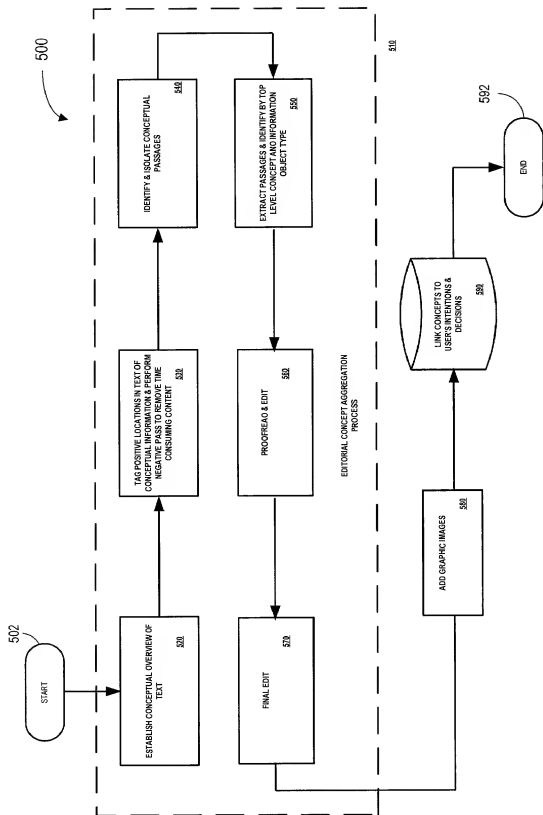 500
502
START
ESTABLISH CONCEPTUAL OVERVIEW OF
TEXT
520
TAG POSITIVE LOCATIONS IN TEXT OF
CONCEPTUAL INFORMATION & PERFORM
NEGATIVE PASS TO REMOVE TIME
CONSUMING CONTENT
530
IDENTIFY & ISOLATE CONCEPTUAL
PASSAGES
540
EXTRACT PASSAGES & IDENTIFY BY TOP
LEVEL CONCEPT AND INFORMATION
OBJECT TYPE
550
PROOFREAD & EDIT
560
FINAL EDIT
570
EDITORIAL CONCEPT AGGREGATION
PROCESS
510
ADD GRAPHIC IMAGES
580
LINK CONCEPTS TO
USER'S INTENTIONS &
DECISIONS
590
END
592